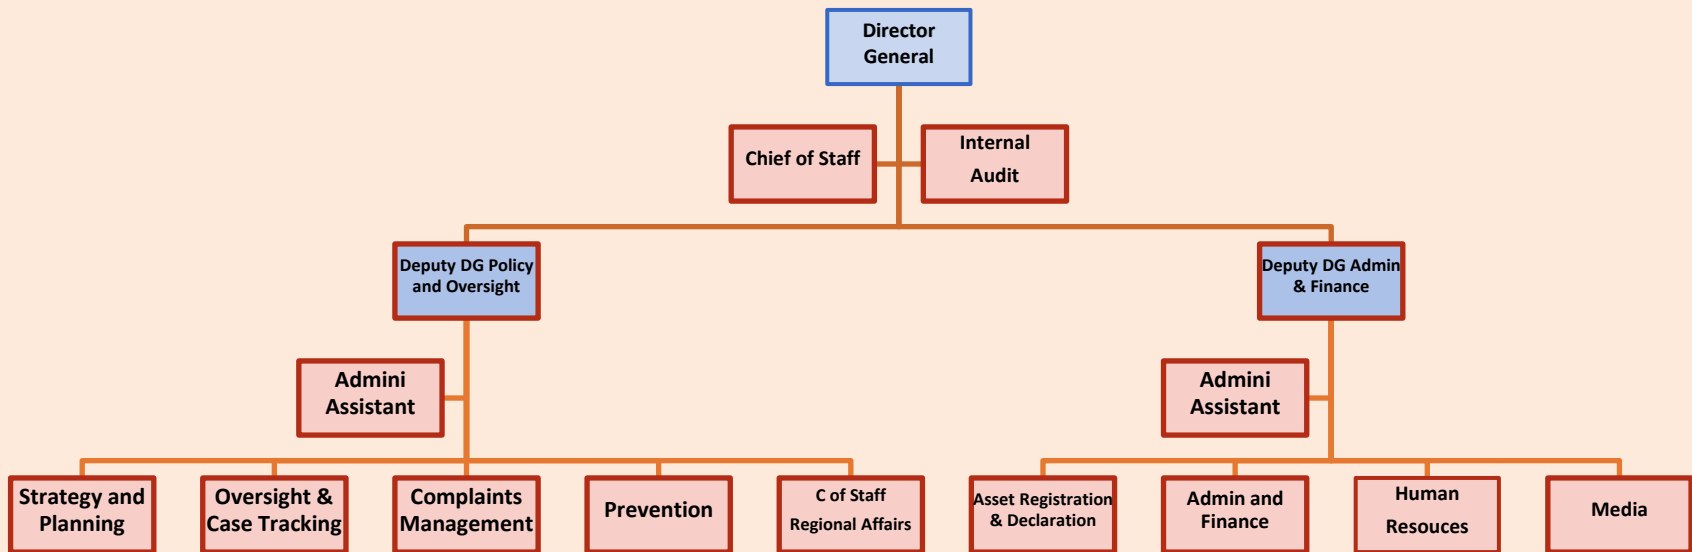 Director
General
Chief of Staff
Internal
Audit
Deputy DG Policy
and Oversight
Deputy DG Admin
& Finance
Admini
Assistant
Admini
Assistant
Strategy and
Planning
Oversight &
Case Tracking
Complaints
Management
Prevention
C of Staff
Regional Affairs
Asset Registration
& Declaration
Admin and
Finance
Human
Resouces
Media